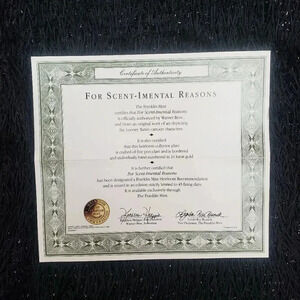 Certificate of Authenticity
FOR SCENT-IMENTAL REASONS
The Franklin Mint
certifies that For Scent-Imental Reasons
is officially authorized by Warner Bros.,
and bears an original work of art depicting
the Looney Tunes cartoon characters.
It is also certified
that this heirloom collector plate
is crafted of fine porcelain and is bordered
and individually hand-numbered in 24 karat gold.
It is further certified that
For Scent-Imental Reasons
has been designated a Franklin Mint Heirloom Recommendation
and is issued in an edition strictly limited to 45 firing days.
It is available exclusively through
The Franklin Mint.